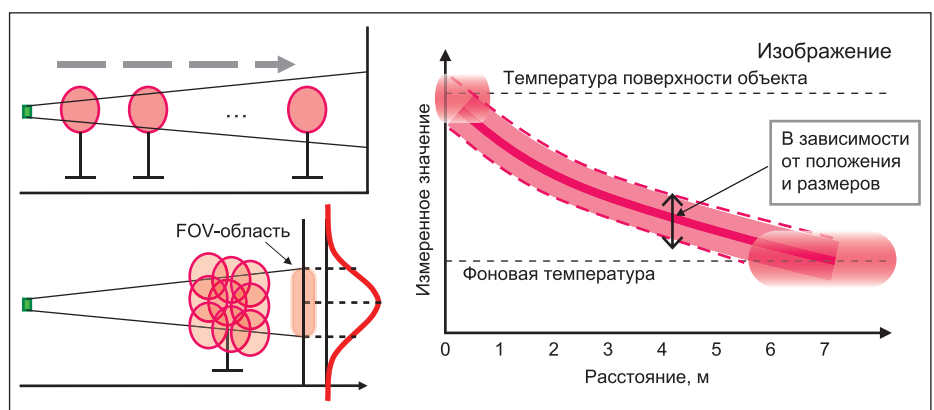 ...
FOV-область
Изображение
Температура поверхности объекта
В зависимости
от положения
и размеров
Фоновая температура
Измеренное значение
0 1 2 3 4 5 6 7
Расстояние, м